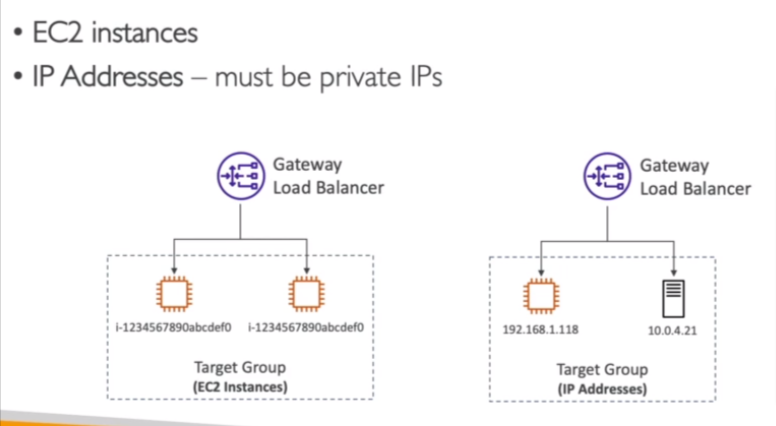 • EC2 instances
• IP Addresses – must be private IPs
Gateway
Load Balancer
i-1234567890abcdef0
i-1234567890abcdef0
Target Group
(EC2 Instances)
Gateway
Load Balancer
192.168.1.118
10.0.4.21
Target Group
(IP Addresses)